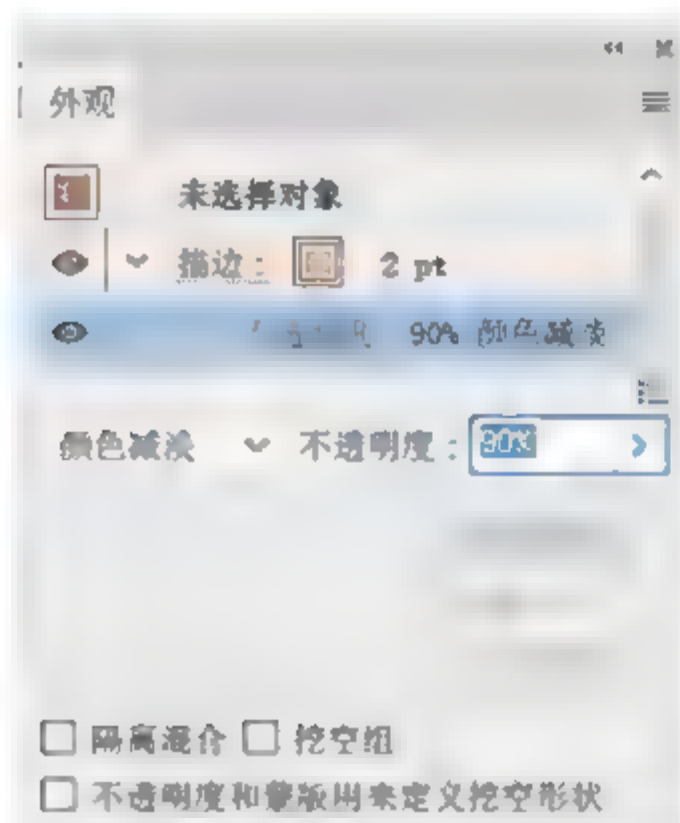 外观
未选择对象
描边： 2 pt
90% 颜色减淡
颜色减淡 不透明度： 90%
隔离混合 挖空组
不透明度和蒙版用来定义挖空形状